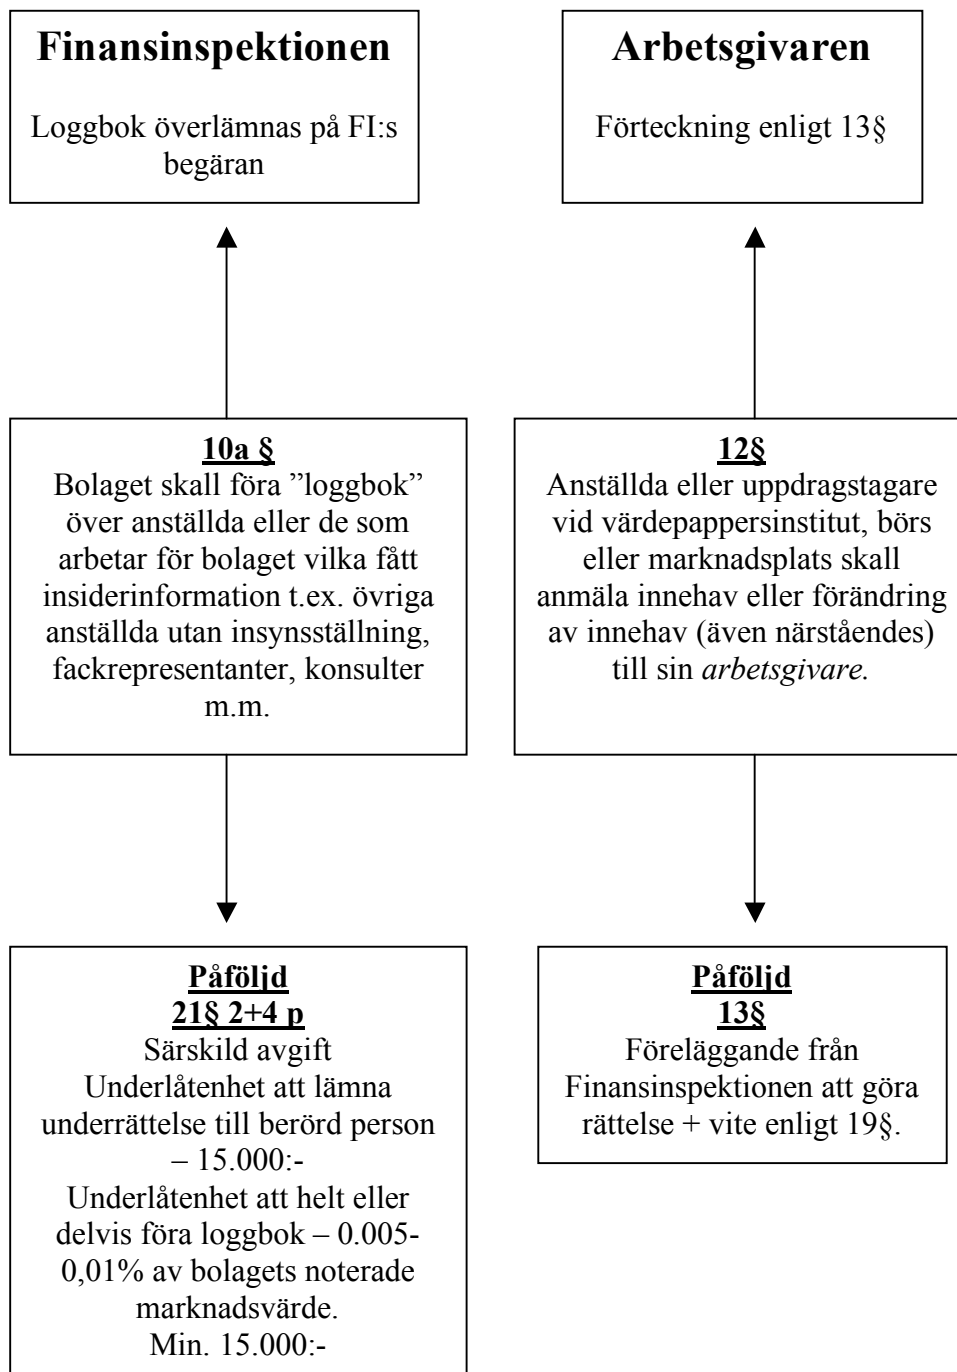 Finansinspektionen
Loggbok överlämnas på FI:s
begäran
Arbetsgivaren
Förteckning enligt 13§
10a §
Bolaget skall föra ”loggbok”
över anställda eller de som
arbetar för bolaget vilka fått
insiderinformation t.ex. övriga
anställda utan insynsställning,
fackrepresentanter, konsulter
m.m.
12§
Anställda eller uppdragstagare
vid värdepappersinstitut, börs
eller marknadsplats skall
anmäla innehav eller förändring
av innehav (även närståendes)
till sin arbetsgivare.
Påföljd
21§ 2+4 p
Särskild avgift
Underlåtenhet att lämna
underrättelse till berörd person
– 15.000:-
Underlåtenhet att helt eller
delvis föra loggbok – 0.005-
0,01% av bolagets noterade
marknadsvärde.
Min. 15.000:-
Påföljd
13§
Föreläggande från
Finansinspektionen att göra
rättelse + vite enligt 19§.